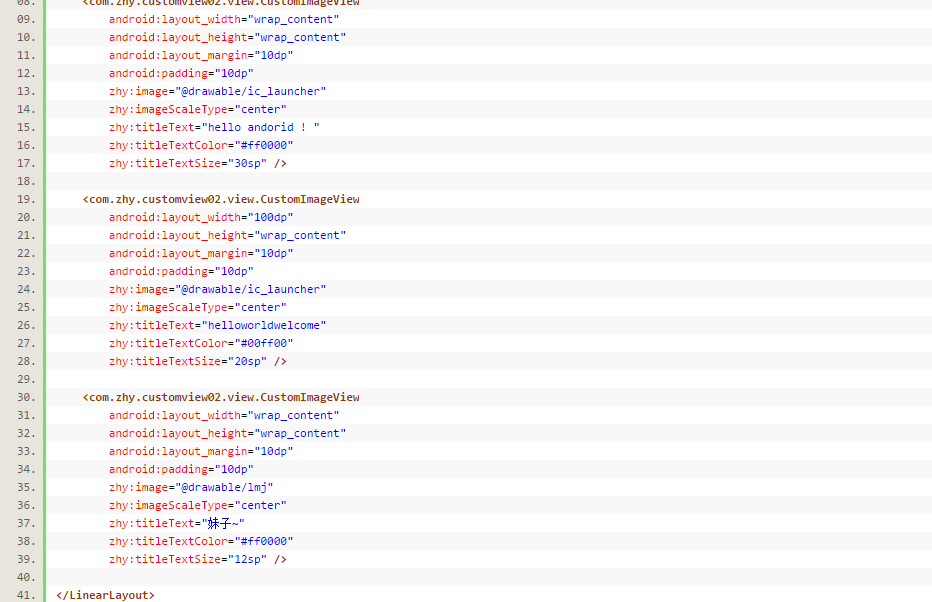 08. <com.zhy.customview02.view.CustomImageView
09. android:layout_width="wrap_content"
10. android:layout_height="wrap_content"
11. android:layout_margin="10dp"
12. android:padding="10dp"
13. zhy:image="@drawable/ic_launcher"
14. zhy:imageScaleType="center"
15. zhy:titleText="hello andorid ! "
16. zhy:titleTextColor="#ff0000"
17. zhy:titleTextSize="30sp" />
18.
19. <com.zhy.customview02.view.CustomImageView
20. android:layout_width="100dp"
21. android:layout_height="wrap_content"
22. android:layout_margin="10dp"
23. android:padding="10dp"
24. zhy:image="@drawable/ic_launcher"
25. zhy:imageScaleType="center"
26. zhy:titleText="helloworldwelcome"
27. zhy:titleTextColor="#00ff00"
28. zhy:titleTextSize="20sp" />
29.
30. <com.zhy.customview02.view.CustomImageView
31. android:layout_width="wrap_content"
32. android:layout_height="wrap_content"
33. android:layout_margin="10dp"
34. android:padding="10dp"
35. zhy:image="@drawable/lmj"
36. zhy:imageScaleType="center"
37. zhy:titleText="妹子~"
38. zhy:titleTextColor="#ff0000"
39. zhy:titleTextSize="12sp" />
40.
41. </LinearLayout>